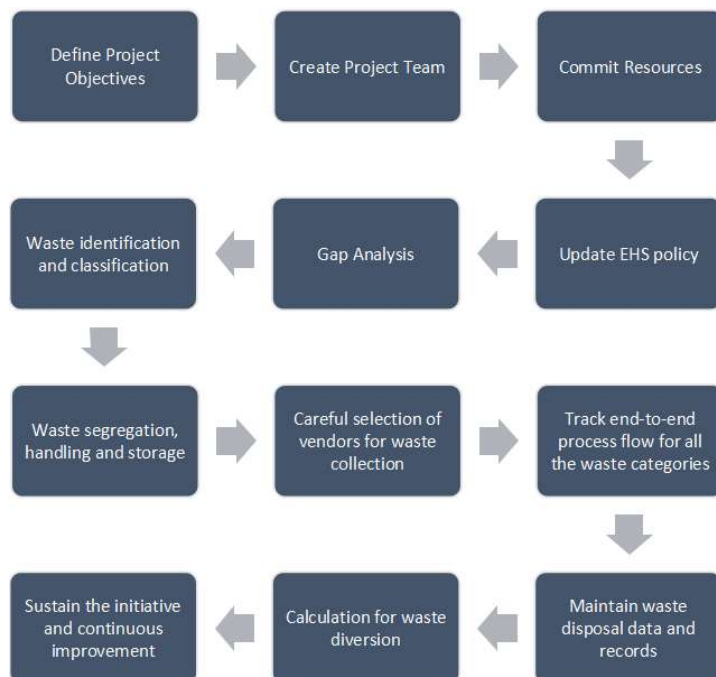 Define Project
Objectives
Create Project Team
Commit Resources
Update EHS policy
Gap Analysis
Waste identification
and classification
Waste segregation,
handling and storage
Careful selection of
vendors for waste
collection
Track end-to-end
process flow for all
the waste categories
Maintain waste
disposal data and
records
Calculation for waste
diversion
Sustain the initiative
and continuous
improvement